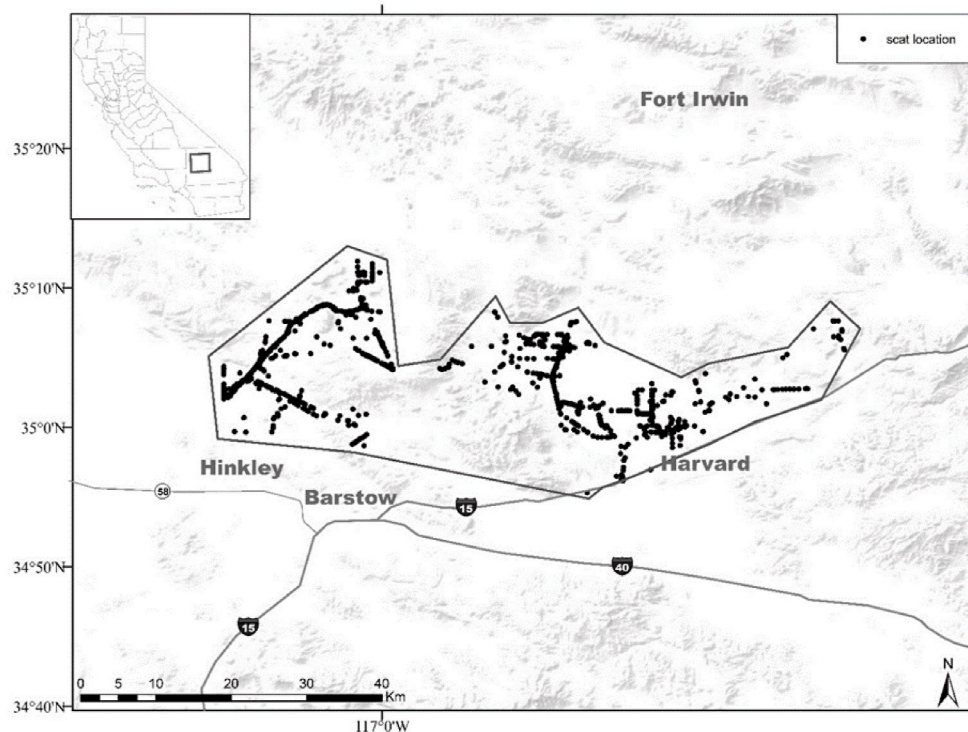 scat location
Fort Irwin
35°20'N
35°10'N
35°0'N
Hinkley
Harvard
58
Barstow
15
34°50'N
40
15
N
0 5 10 20 30 40
Km
34°40'N
117°0'W